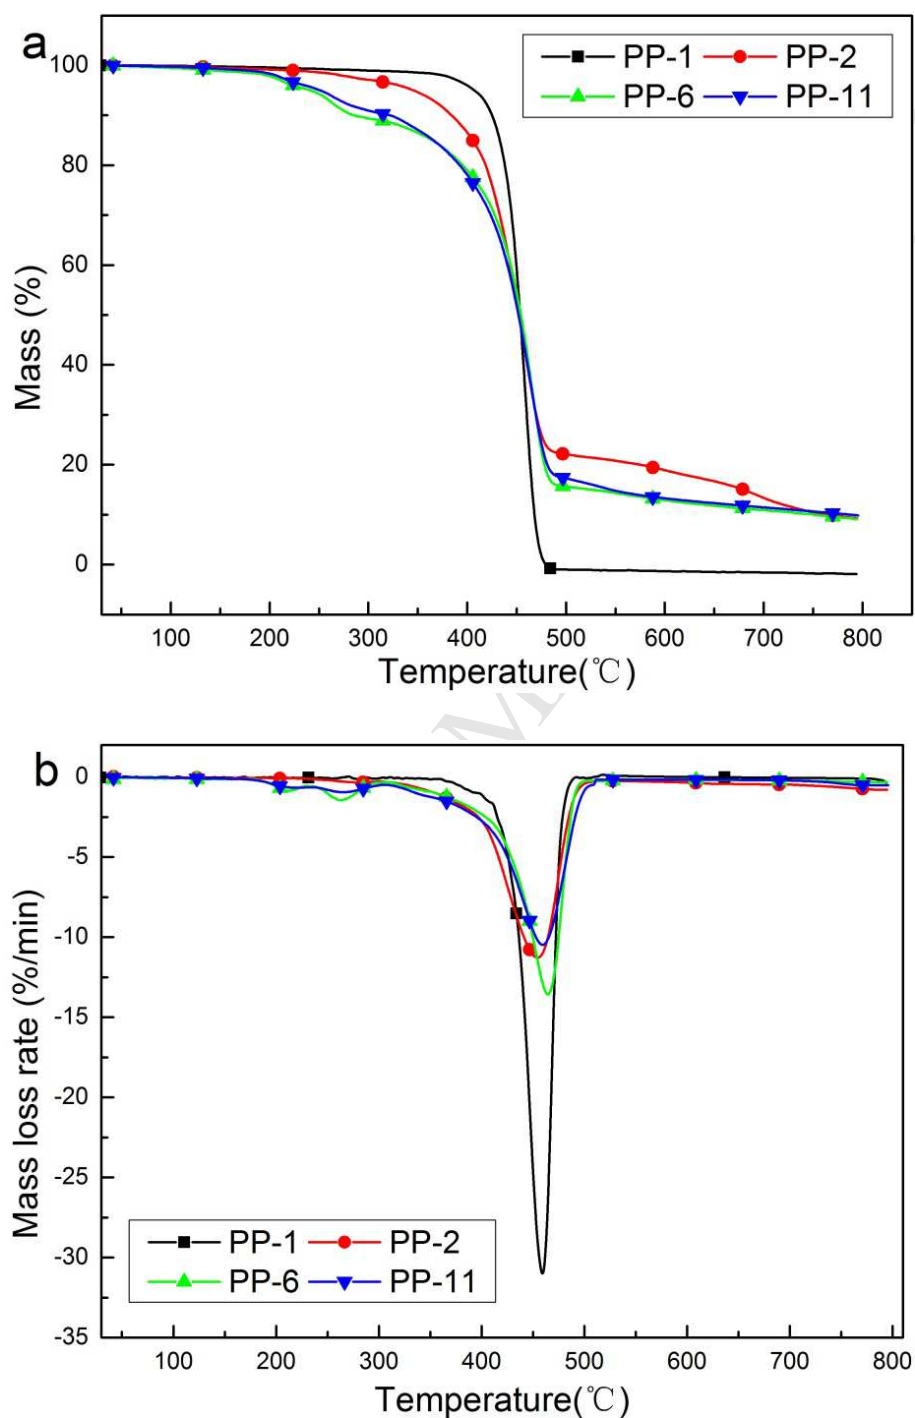 a
PP-1 PP-2
PP-6 PP-11
100
80
60
40
20
0
Mass (%)
100 200 300 400 500 600 700 800
Temperature(℃)
b
0
-5
-10
-15
-20
-25
-30
-35
Mass loss rate (%/min)
PP-1 PP-2
PP-6 PP-11
100 200 300 400 500 600 700 800
Temperature(℃)